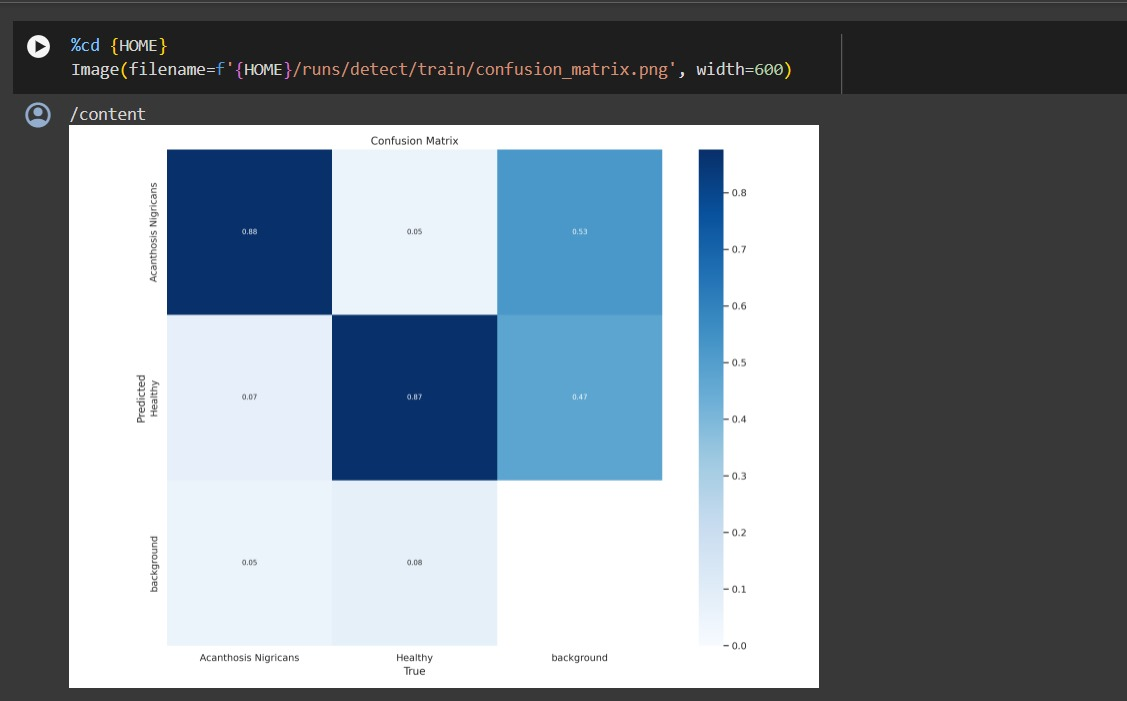 %cd {HOME}
Image(filename=f'{HOME}/runs/detect/train/confusion_matrix.png', width=600)
/content
Confusion Matrix
Acanthosis Nigricans
0.88
0.05
0.53
Predicted
Healthy
0.07
0.87
0.47
background
0.05
0.08
Acanthosis Nigricans
Healthy
background
True
0.8
0.7
0.6
0.5
0.4
0.3
0.2
0.1
0.0